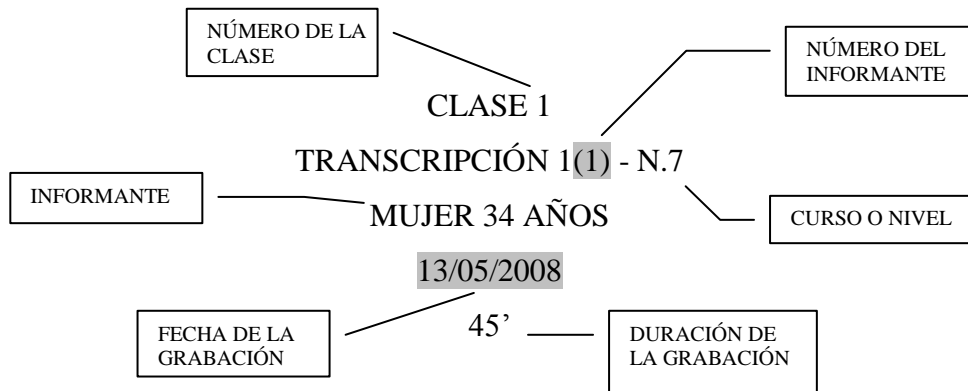 NÚMERO DE LA
CLASE
NÚMERO DEL
INFORMANTE
CLASE 1
TRANSCRIPCIÓN 1(1) - N.7
INFORMANTE
MUJER 34 AÑOS
CURSO O NIVEL
13/05/2008
FECHA DE LA
GRABACIÓN
45’
DURACIÓN DE
LA GRABACIÓN